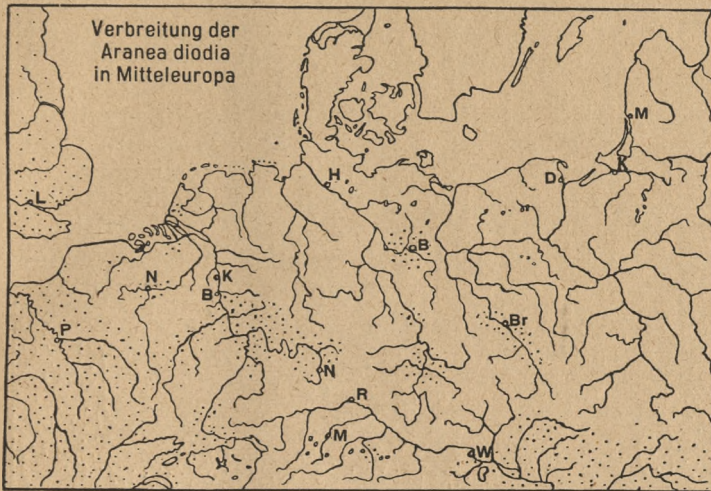 Verbreitung der
Aranea diodia
in Mitteleuropa
M
K
D
H
L
B
N
K
B
P
Br
N
R
M
W